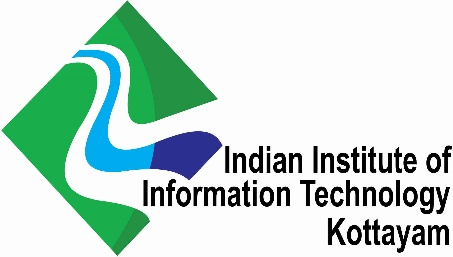 Indian Institute of
Information Technology
Kottayam